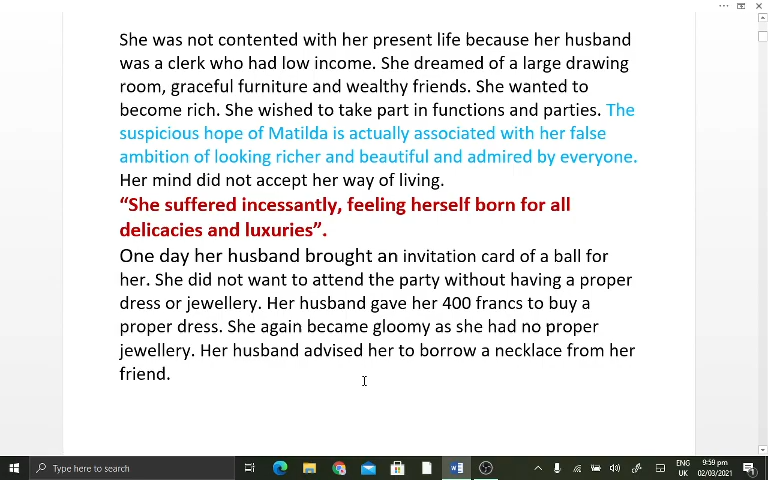 She was not contented with her present life because her husband
was a clerk who had low income. She dreamed of a large drawing
room, graceful furniture and wealthy friends. She wanted to
become rich. She wished to take part in functions and parties. The
suspicious hope of Matilda is actually associated with her false
ambition of looking richer and beautiful and admired by everyone.
Her mind did not accept her way of living.
“She suffered incessantly, feeling herself born for all
delicacies and luxuries”.
One day her husband brought an invitation card of a ball for
her. She did not want to attend the party without having a proper
dress or jewellery. Her husband gave her 400 francs to buy a
proper dress. She again became gloomy as she had no proper
jewellery. Her husband advised her to borrow a necklace from her
friend.
Type here to search
ENG
UK
9:59 pm
02/03/2021